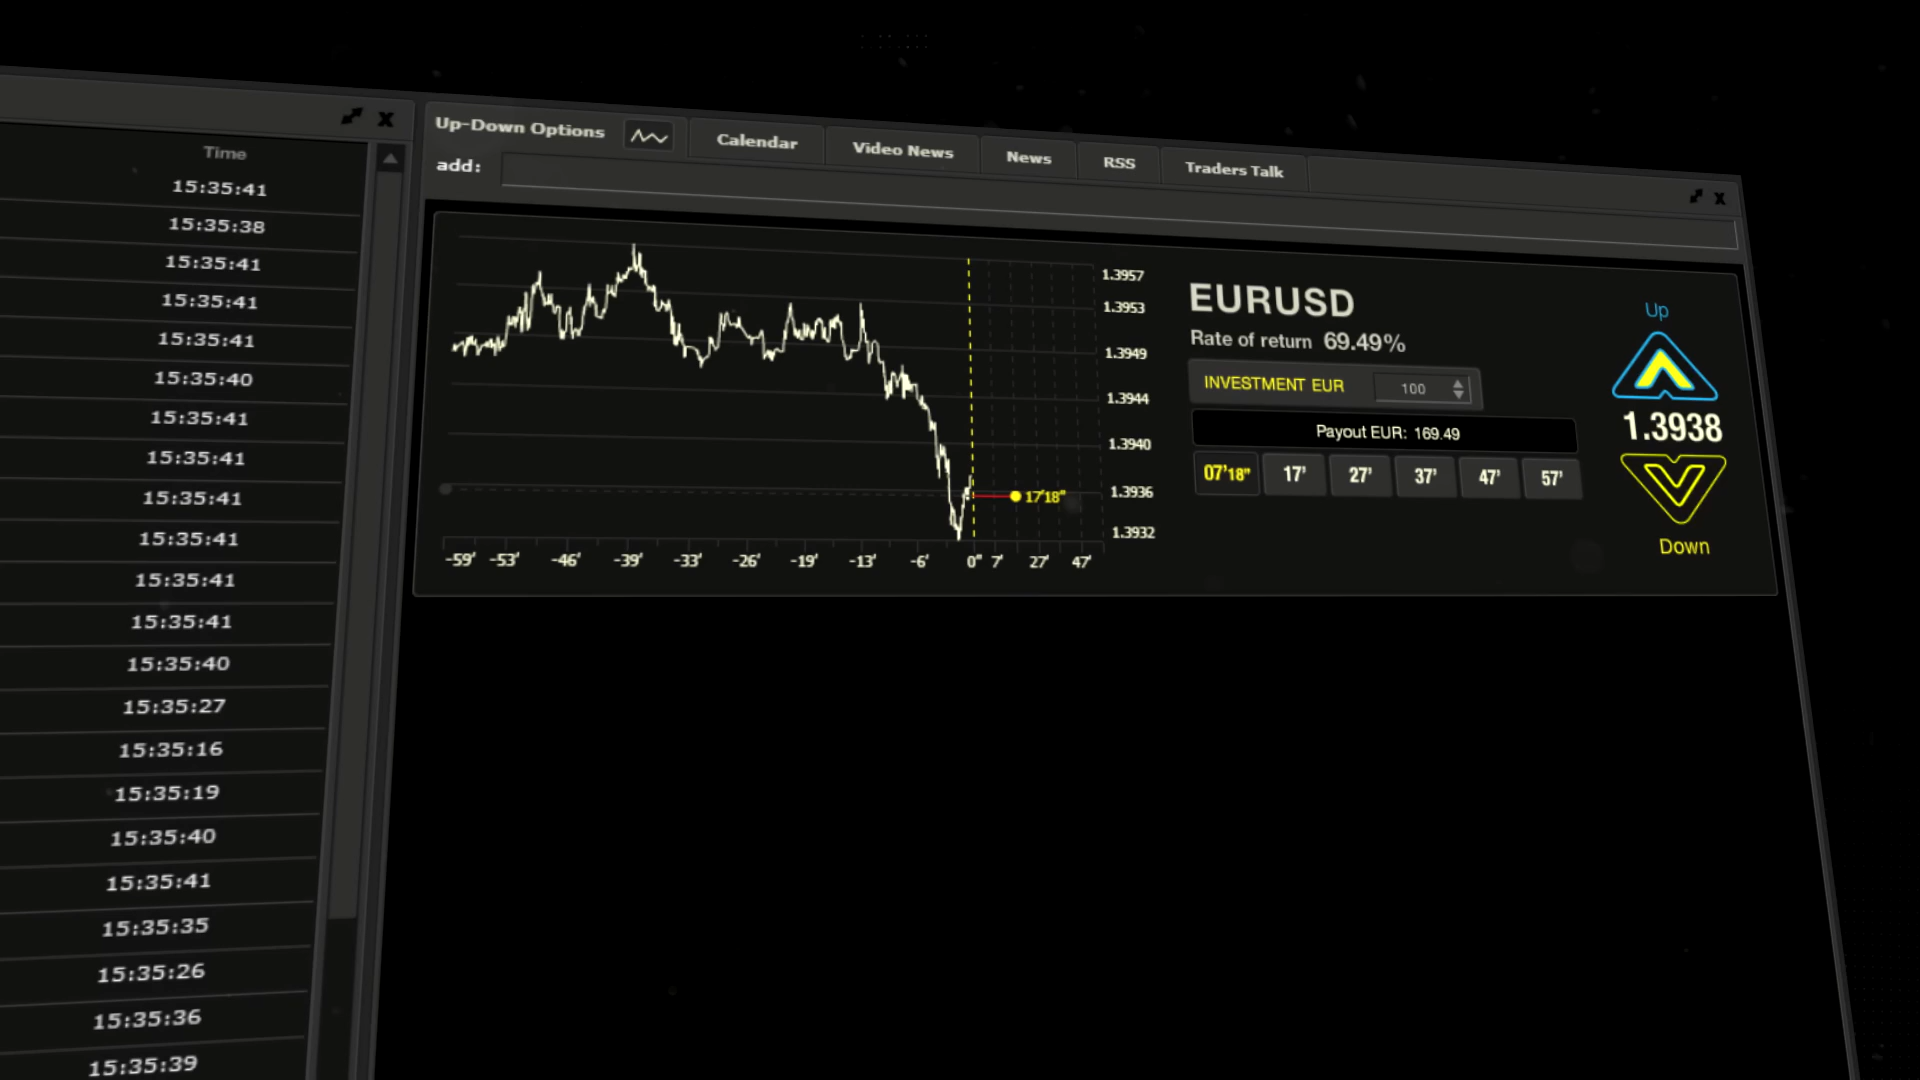 Time
15:35:41
15:35:38
15:35:41
15:35:41
15:35:41
15:35:40
15:35:41
15:35:41
15:35:41
15:35:41
15:35:41
15:35:41
15:35:40
15:35:27
15:35:16
15:35:19
15:35:40
15:35:41
15:35:35
15:35:26
15:35:36
15:35:39
Up-Down Options Calendar Video News News RSS Traders Talk
add:
1.3957
1.3953
1.3949
1.3944
1.3940
1.3936
1.3932
17'18"
-59' -53' -46' -39' -33' -26' -19' -13' -6' 0" 7' 27' 47'
EURUSD
Rate of return 69.49%
INVESTMENT EUR 100
Payout EUR: 169.49
07'18" 17' 27' 37' 47' 57'
Up
1.3938
Down